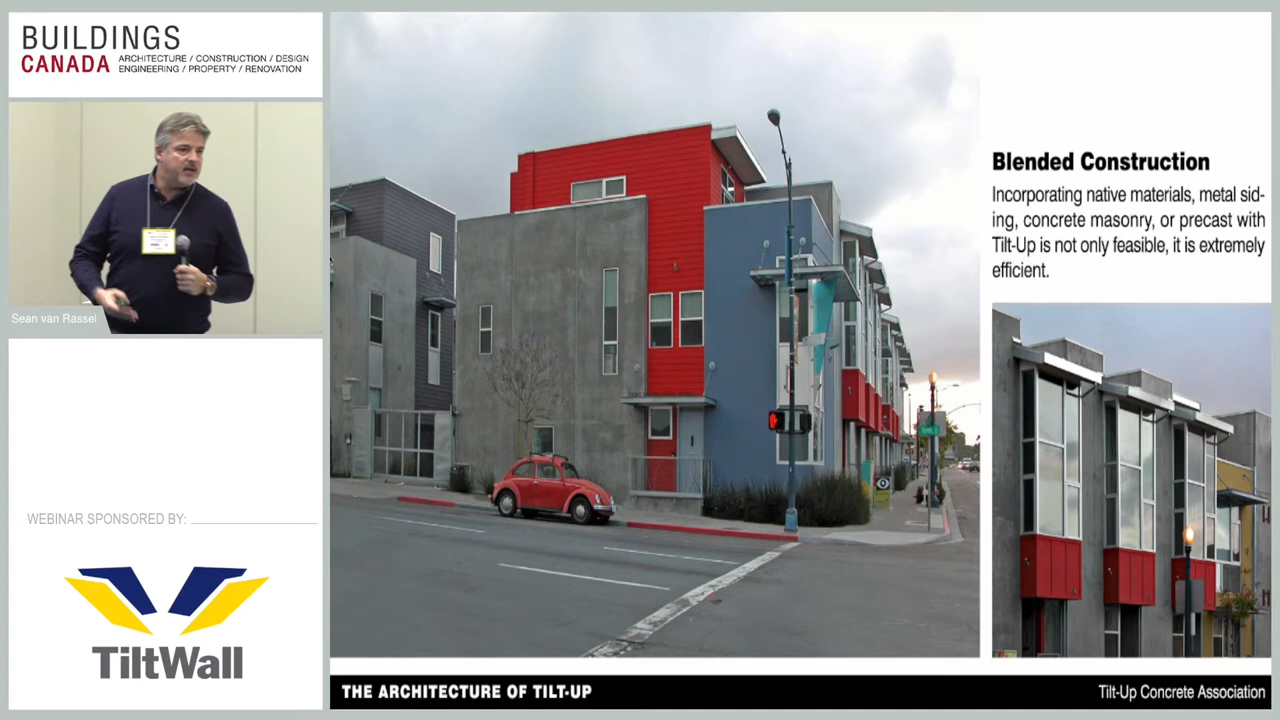 BUILDINGS
CANADA
ARCHITECTURE / CONSTRUCTION / DESIGN
ENGINEERING / PROPERTY / RENOVATION
Sean van Rassel
WEBINAR SPONSORED BY:
TiltWall
Blended Construction
Incorporating native materials, metal sid-
ing, concrete masonry, or precast with
Tilt-Up is not only feasible, it is extremely
efficient.
THE ARCHITECTURE OF TILT-UP
Tilt-Up Concrete Association